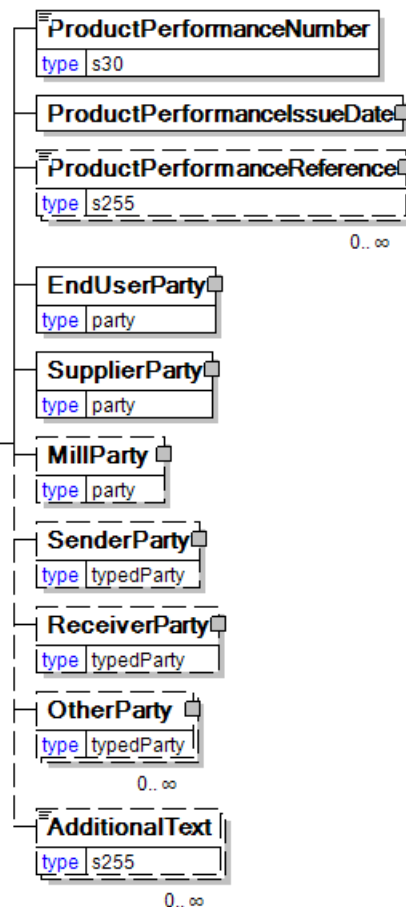 ProductPerformanceNumber
type s30
ProductPerformanceIssueDate
ProductPerformanceReference
type s255
0.. ∞
EndUserParty
type party
SupplierParty
type party
MillParty
type party
SenderParty
type typedParty
ReceiverParty
type typedParty
OtherParty
type typedParty
0.. ∞
AdditionalText
type s255
0.. ∞